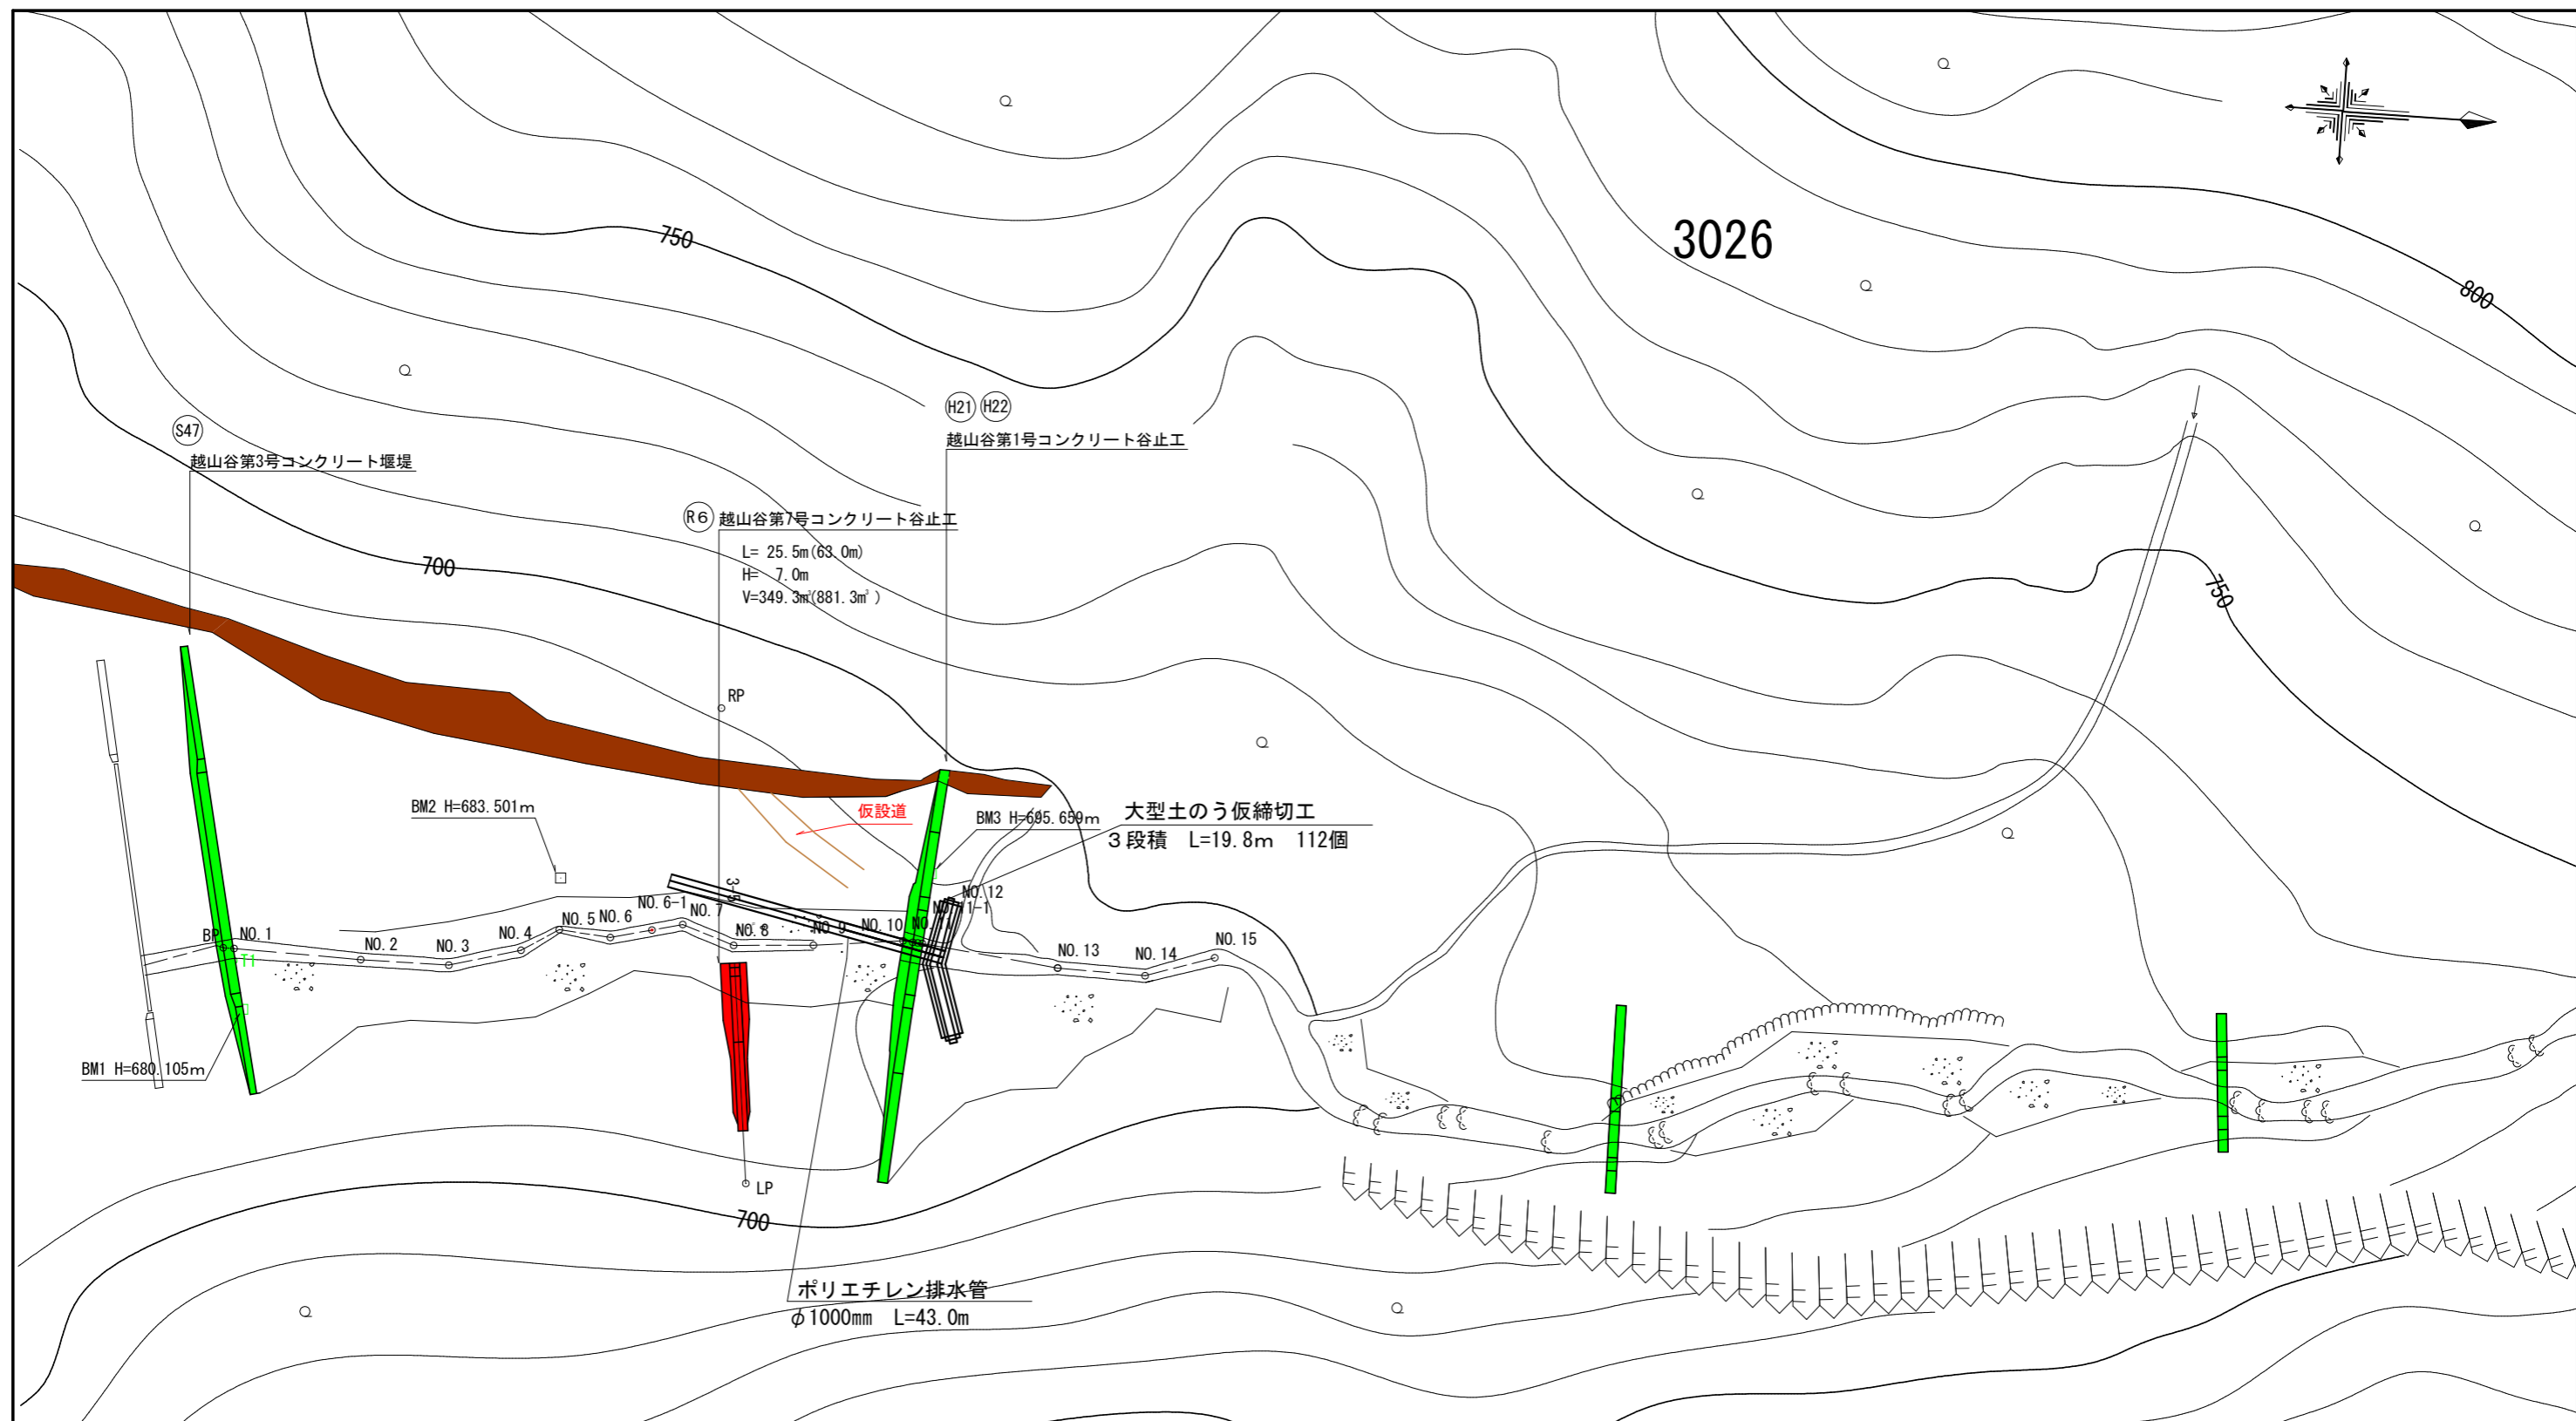 3026
750
800
H21 H22
越山谷第1号コンクリート谷止工
S47
越山谷第3号コンクリート堰堤
R6 越山谷第7号コンクリート谷止工
L= 25.5m(63.0m)
H= 7.0m
V=349.3㎥(881.3㎥)
700
750
RP
BM2 H=683.501m
仮設道
BM3 H=695.659m
大型土のう仮締切工
3段積 L=19.8m 112個
BP
NO.1
NO.2
NO.3
NO.4
NO.5
NO.6
NO.6-1
NO.7
NO.8
NO.9
NO.10
NO.11
NO.11-1
NO.12
NO.13
NO.14
NO.15
T1
BM1 H=680.105m
LP
700
ポリエチレン排水管
φ1000mm L=43.0m